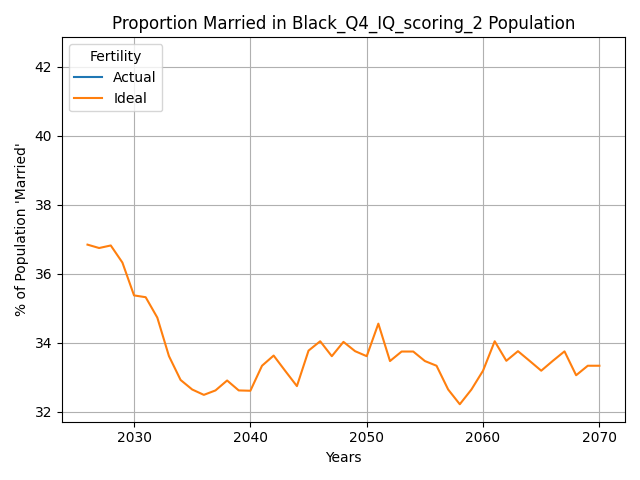 Proportion Married in Black_Q4_IQ_scoring_2 Population
Fertility
Actual
Ideal
% of Population 'Married'
42
40
38
36
34
32
2030
2040
2050
2060
2070
Years